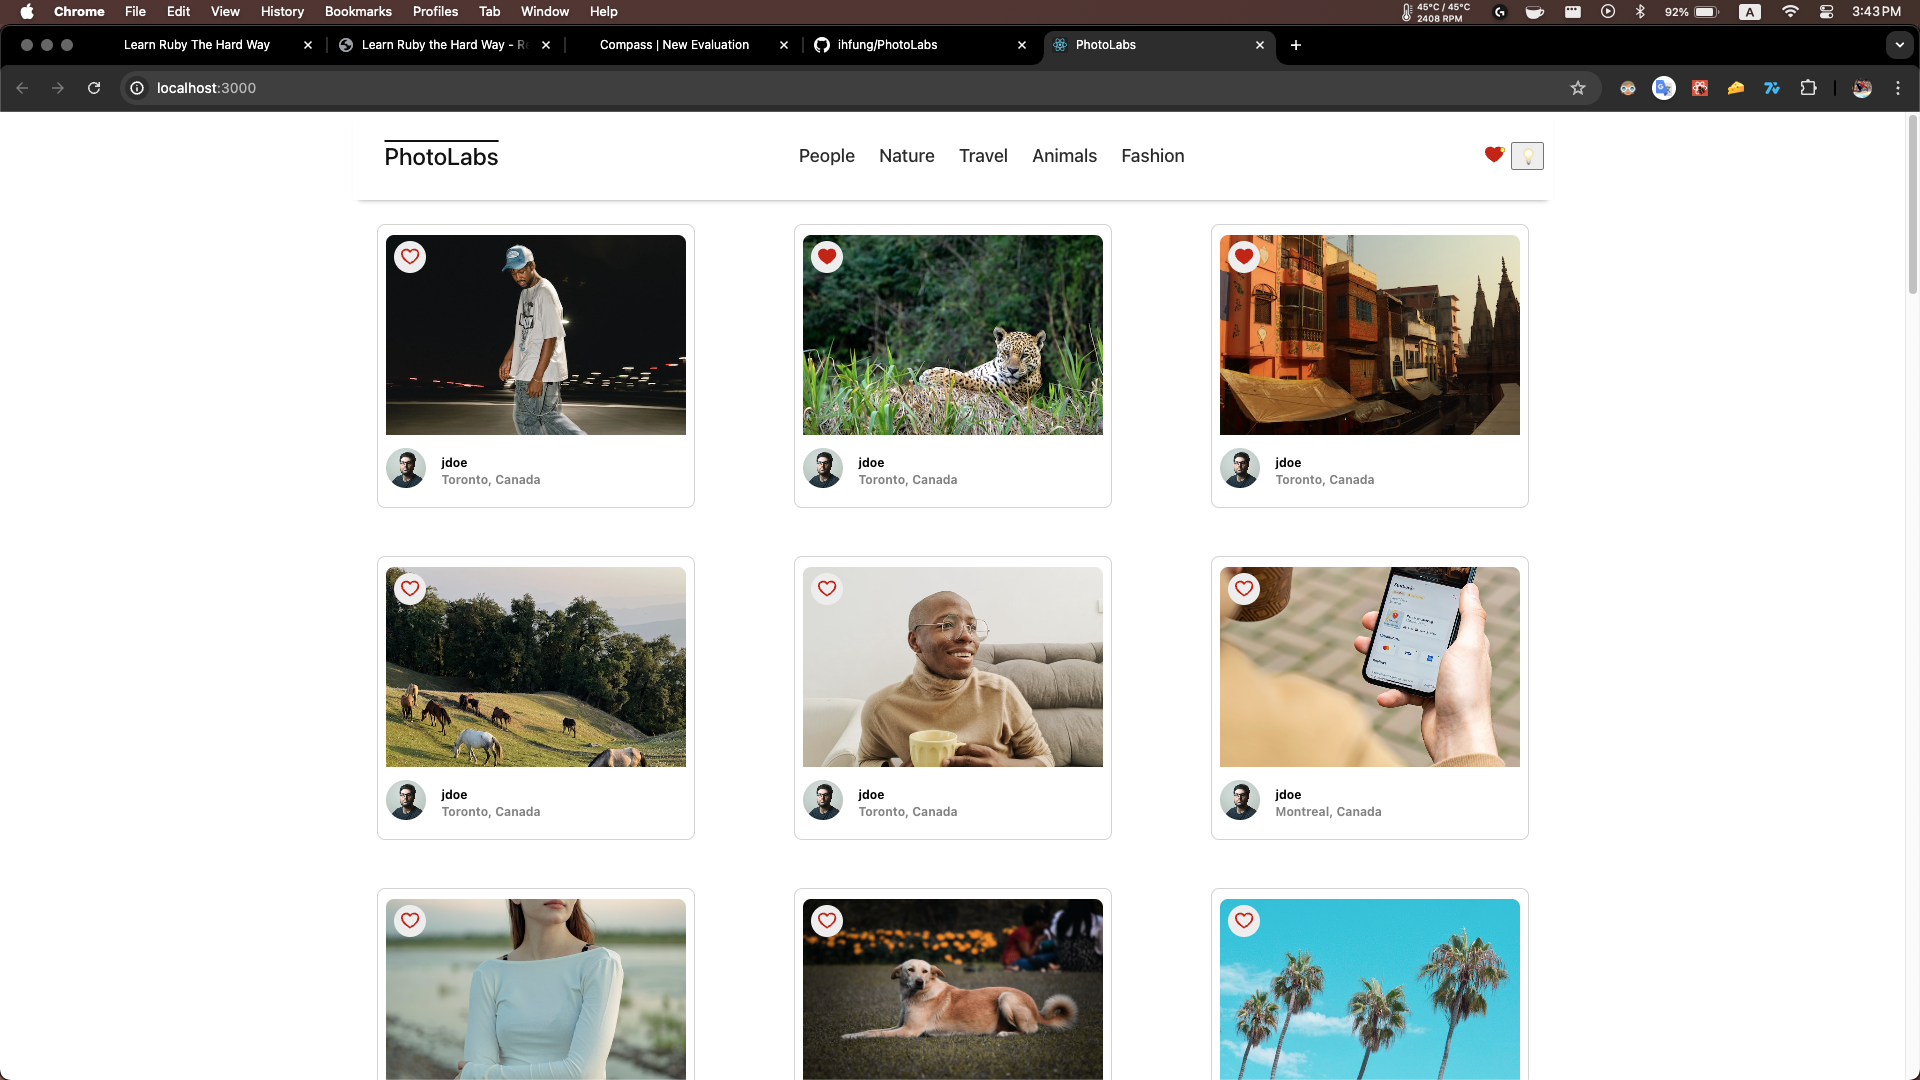 Chrome File Edit View History Bookmarks Profiles Tab Window Help 45°C / 45°C 2408 RPM 92% A 3:43 PM
Learn Ruby The Hard Way Learn Ruby the Hard Way - Re Compass | New Evaluation ihfung/PhotoLabs PhotoLabs
localhost:3000
PhotoLabs People Nature Travel Animals Fashion
jdoe jdoe jdoe
Toronto, Canada Toronto, Canada Toronto, Canada
jdoe jdoe jdoe
Toronto, Canada Toronto, Canada Montreal, Canada